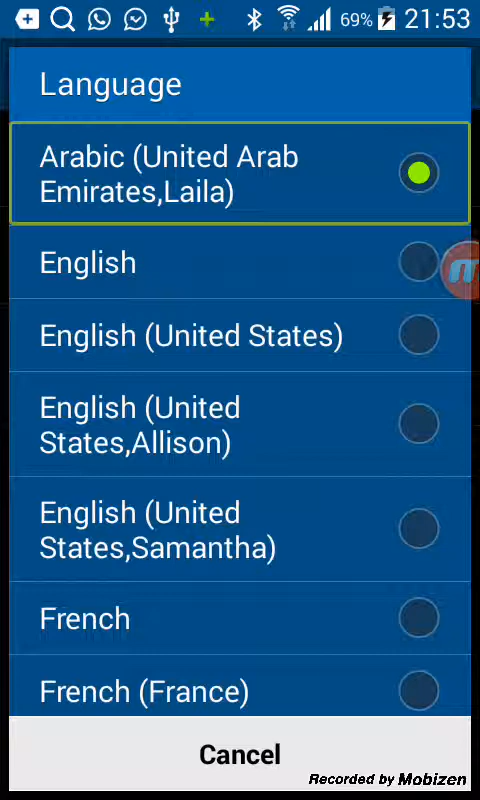 69% 21:53
Language
Arabic (United Arab
Emirates,Laila)
English
English (United States)
English (United
States,Allison)
English (United
States,Samantha)
French
French (France)
Cancel
Recorded by Mobizen